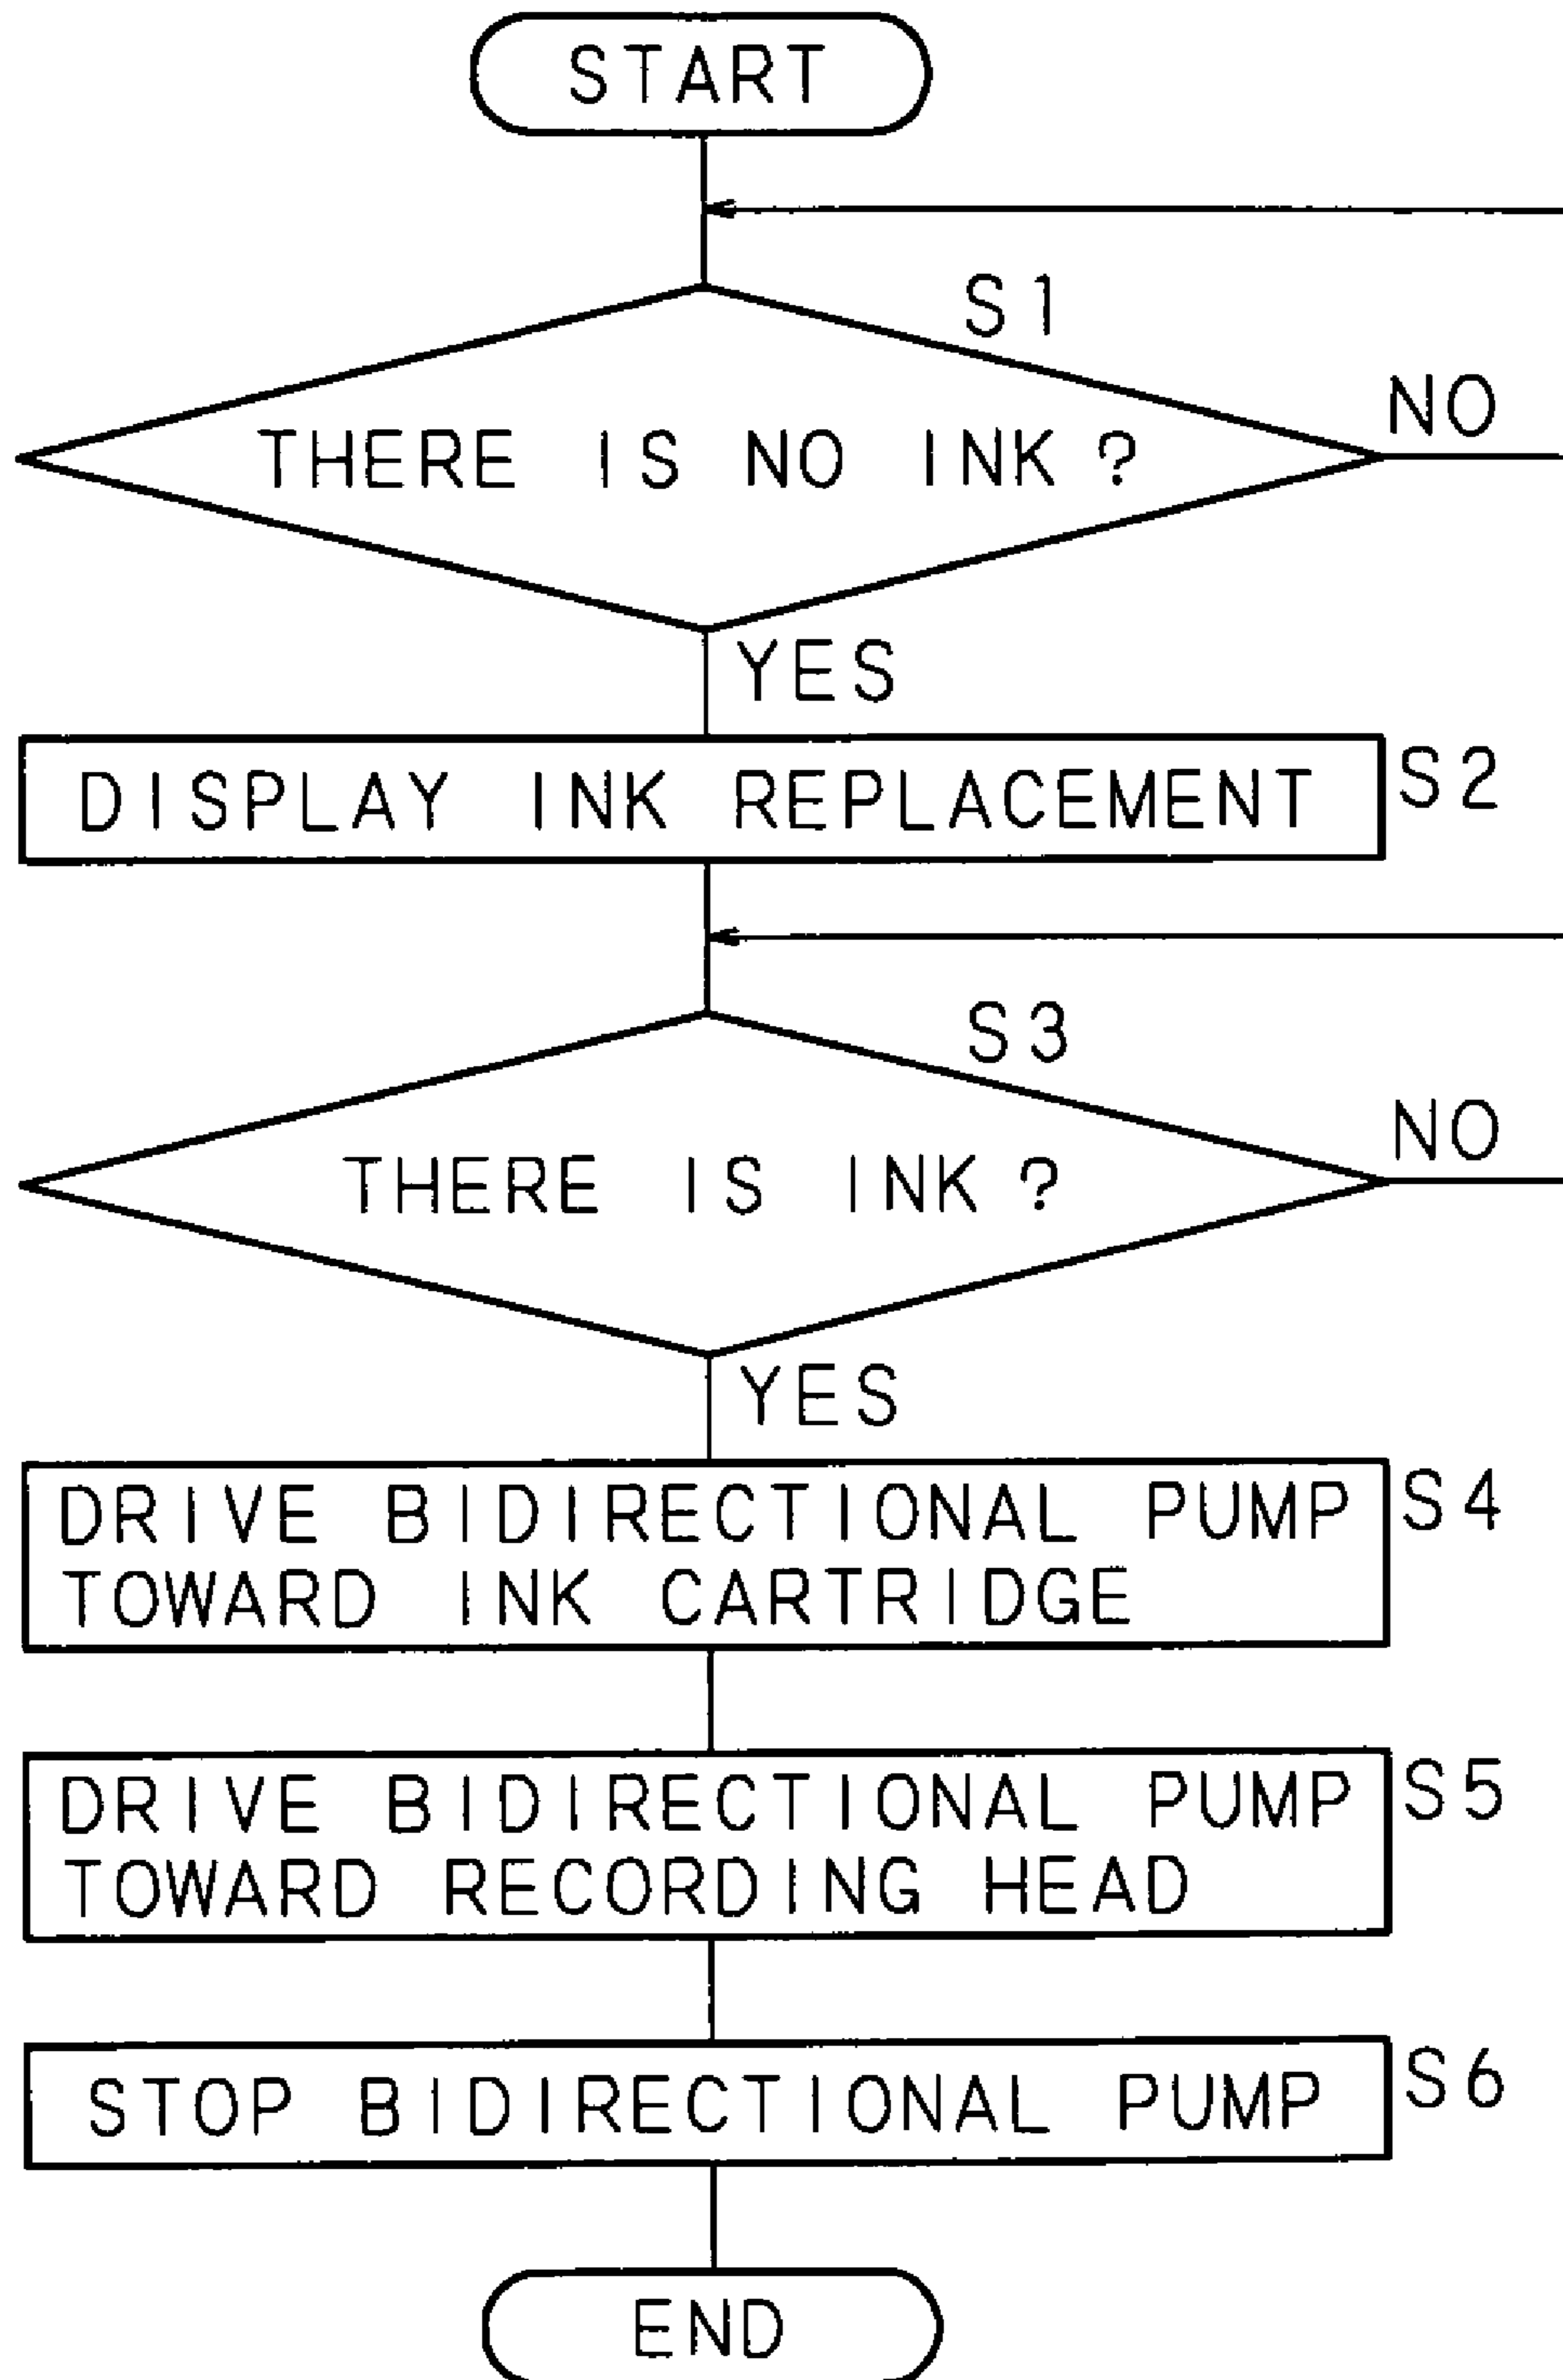 START
S1
THERE IS NO INK?
NO
YES
DISPLAY INK REPLACEMENT
S2
S3
THERE IS INK?
NO
YES
DRIVE BIDIRECTIONAL PUMP
TOWARD INK CARTRIDGE
S4
DRIVE BIDIRECTIONAL PUMP
TOWARD RECORDING HEAD
S5
STOP BIDIRECTIONAL PUMP
S6
END